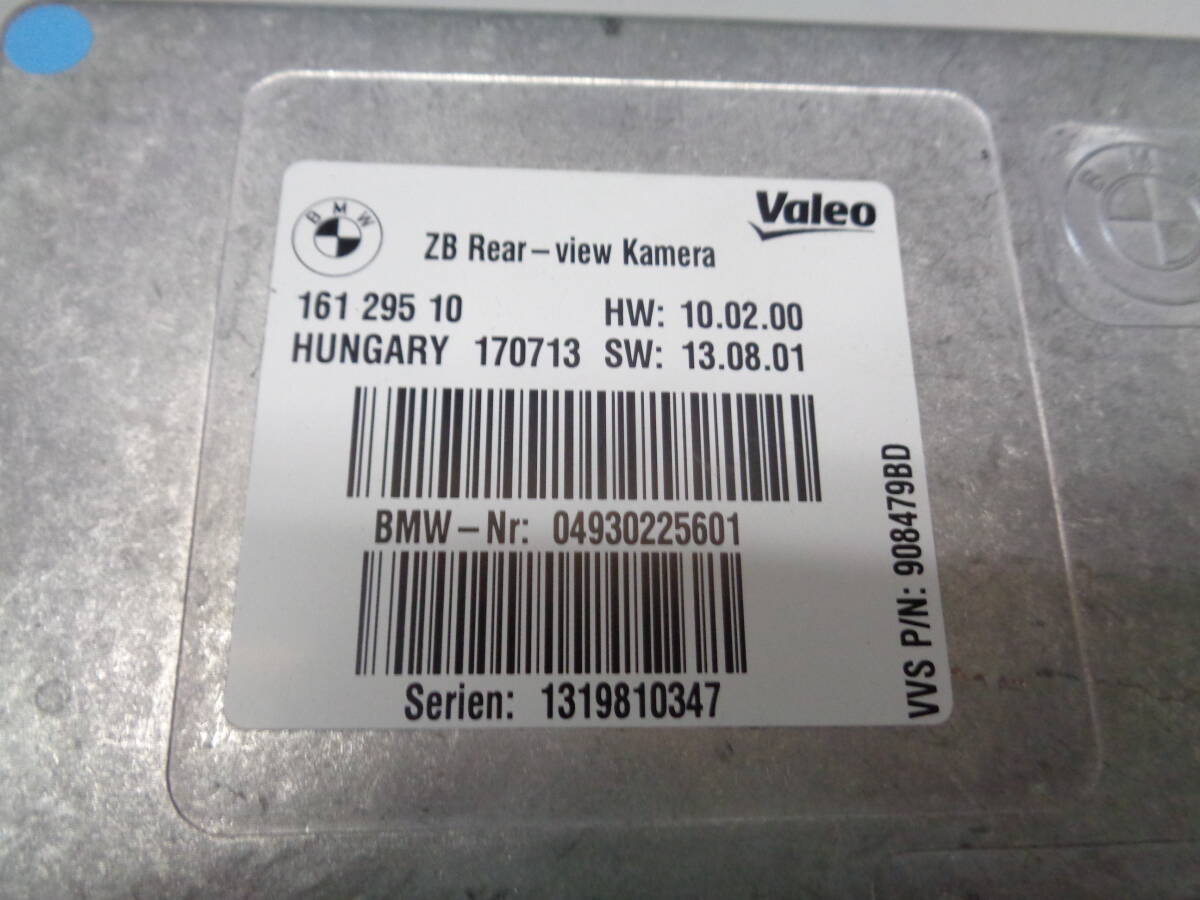 BMW
Valeo
ZB Rear-view Kamera
161 295 10 HW: 10.02.00
HUNGARY 170713 SW: 13.08.01
BMW-Nr: 04930225601
Serien: 1319810347
VVS P/N: 908479BD
BMW